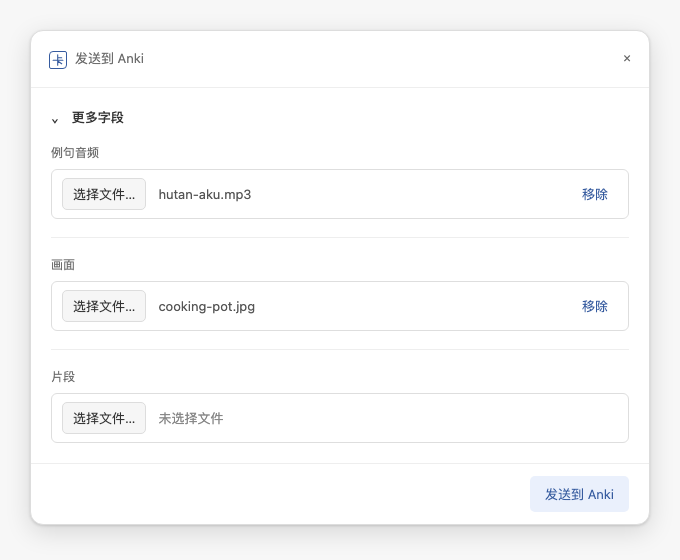 卡 发送到 Anki ×
更多字段
例句音频
选择文件... hutan-aku.mp3 移除
画面
选择文件... cooking-pot.jpg 移除
片段
选择文件... 未选择文件
发送到 Anki